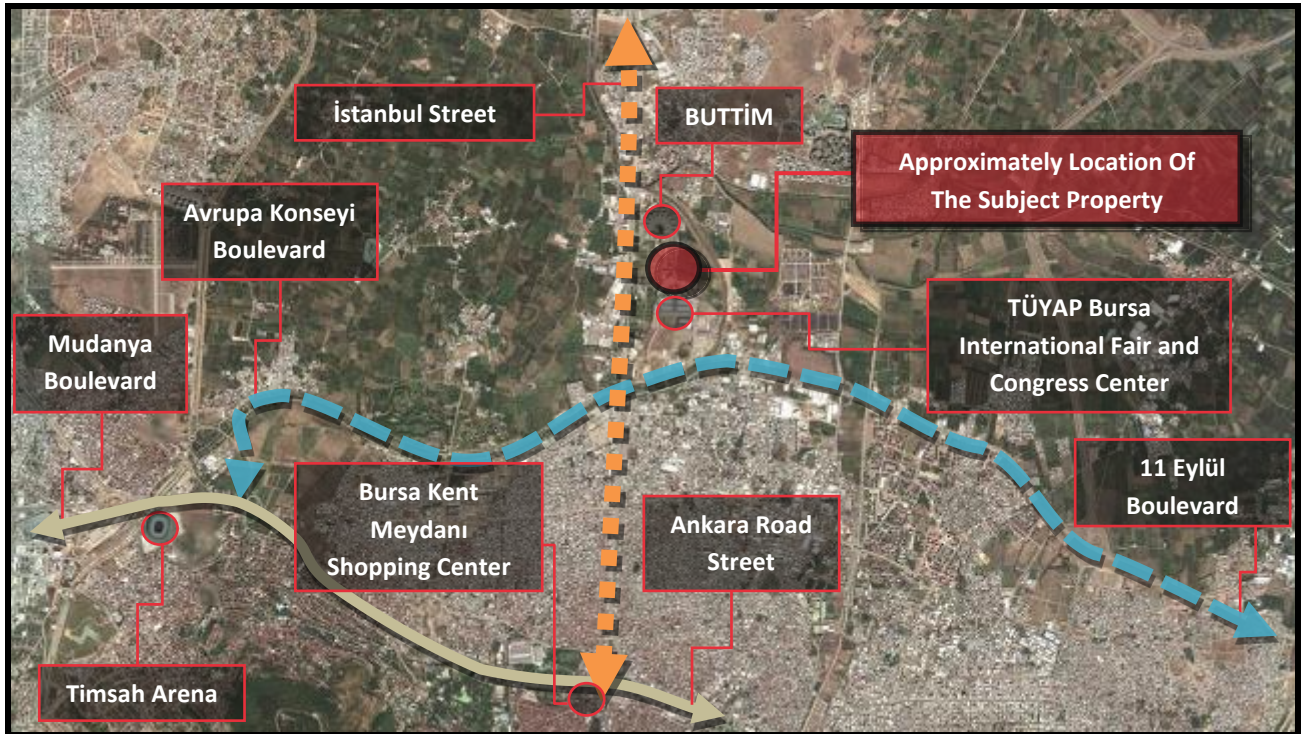 İstanbul Street
BUTTİM
Approximately Location Of
The Subject Property
Avrupa Konseyi
Boulevard
TÜYAP Bursa
International Fair and
Congress Center
Mudanya
Boulevard
11 Eylül
Boulevard
Bursa Kent
Meydanı
Shopping Center
Ankara Road
Street
Timsah Arena